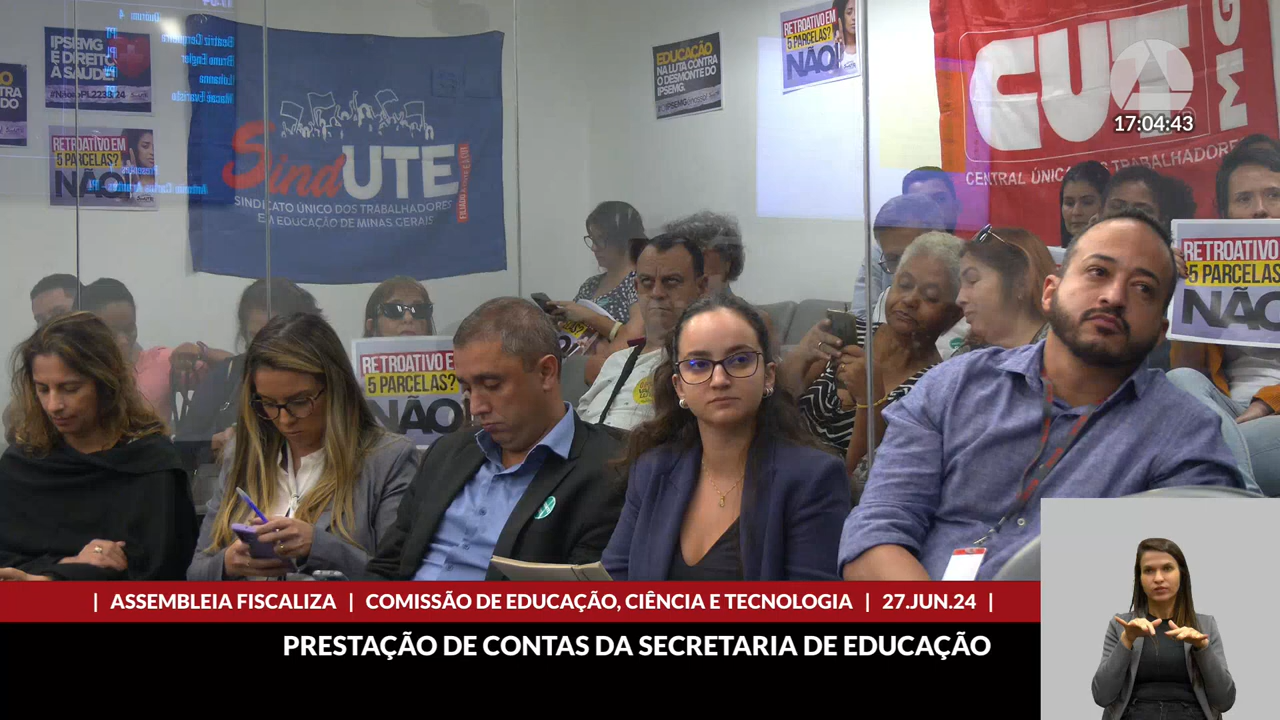 IPSEMG
É DIREITO
À SAÚDE!
#NÃOaoPL2238/24
RETROATIVO EM
5 PARCELAS?
NÃO!
SindUTE
SINDICATO ÚNICO DOS TRABALHADORES
EM EDUCAÇÃO DE MINAS GERAIS
EDUCAÇÃO
NA LUTA CONTRA
O DESMONTE DO
IPSEMG.
RETROATIVO EM
5 PARCELAS?
NÃO!
CUT
MG
CENTRAL ÚNICA DOS TRABALHADORES
17:04:43
RETROATIVO EM
5 PARCELAS?
NÃO!
RETROATIVO
5 PARCELAS
NÃO
| ASSEMBLEIA FISCALIZA | COMISSÃO DE EDUCAÇÃO, CIÊNCIA E TECNOLOGIA | 27.JUN.24 |
PRESTAÇÃO DE CONTAS DA SECRETARIA DE EDUCAÇÃO